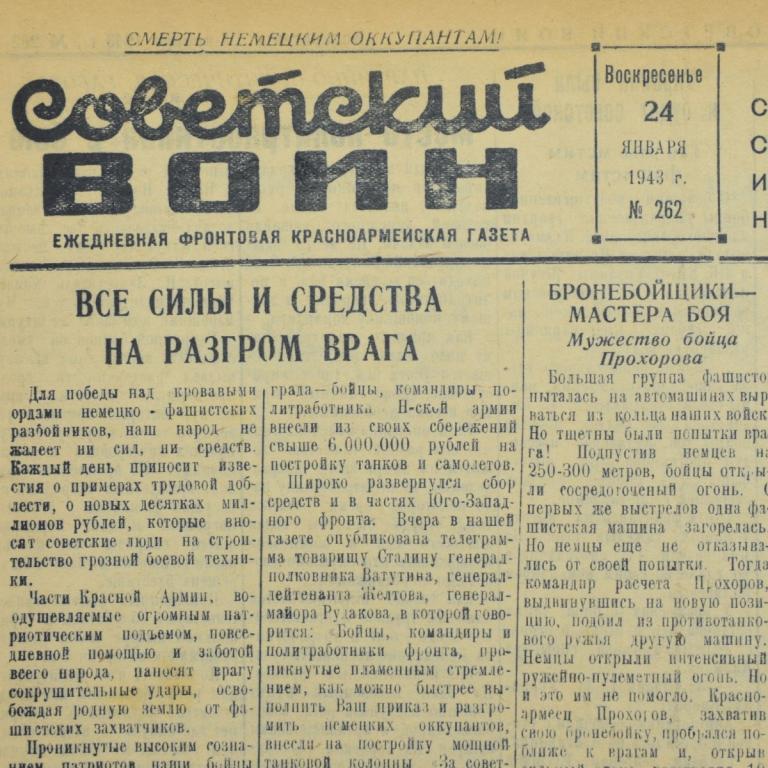 СМЕРТЬ НЕМЕЦКИМ ОККУПАНТАМ!
Советский
ВОИН
ЕЖЕДНЕВНАЯ ФРОНТОВАЯ КРАСНОАРМЕЙСКАЯ ГАЗЕТА
Воскресенье
24
ЯНВАРЯ
1943 г.
№ 262
С
С
И
Н
ВСЕ СИЛЫ И СРЕДСТВА
НА РАЗГРОМ ВРАГА
Для победы над кровавыми
ордами немецко-фашистских
разбойников, наш народ не
жалеет ни сил, ни средств.
Каждый день приносит изве-
стия о примерах трудовой доб-
лести, о новых десятках мил-
лионов рублей, которые вно-
сят советские люди на строи-
тельство грозной боевой техни-
ки.
Части Красной Армии, во-
одушевляемые огромным пат-
риотическим подъемом, повсе-
дневной помощью и заботой
всего народа, наносят врагу
сокрушительные удары, осво-
бождая родную землю от фа-
шистских захватчиков.
Проникнутые высоким созна-
нием патриотов наши бойцы
града—бойцы, командиры, по-
литработники Н-ской армии
внесли из своих сбережений
свыше 6.000.000 рублей на
постройку танков и самолетов.
Широко развернулся сбор
средств и в частях Юго-Запад-
ного фронта. Вчера в нашей
газете опубликована телеграм-
ма товарищу Сталину генерал-
полковника Ватутина, генерал-
лейтенанта Желтова, генерал-
майора Рудакова, в которой гово-
рится: Бойцы, командиры и
политработники фронта, про-
никнутые пламенным стремле-
нием, как можно быстрее вы-
полнить Ваш приказ и разгро-
мить немецких оккупантов,
внесли на постройку мощной
танковой колонны „За совет-
БРОНЕБОЙЩИКИ—
МАСТЕРА БОЯ
Мужество бойца
Прохорова
Большая группа фашисто
пыталась на автомашинах выр
ваться из кольца наших войск
Но тщетны были попытки вра
га! Подпустив немцев на
250-300 метров, бойцы откры-
ли сосредоточенный огонь. С
первых же выстрелов одна фа-
шистская машина загорелась.
Но немцы еще не отказыва-
лись от своей попытки. Тогда
командир расчета Прохоров,
выдвинувшись на новую пози-
цию, подбил из противотанко-
вого ружья другую машину.
Немцы открыли интенсивный
ружейно-пулеметный огонь. Но
и это им не помогло. Красно-
армеец Прохоров, захватив
свою бронебойку, пробрался по-
ближе к врагам и, открыв